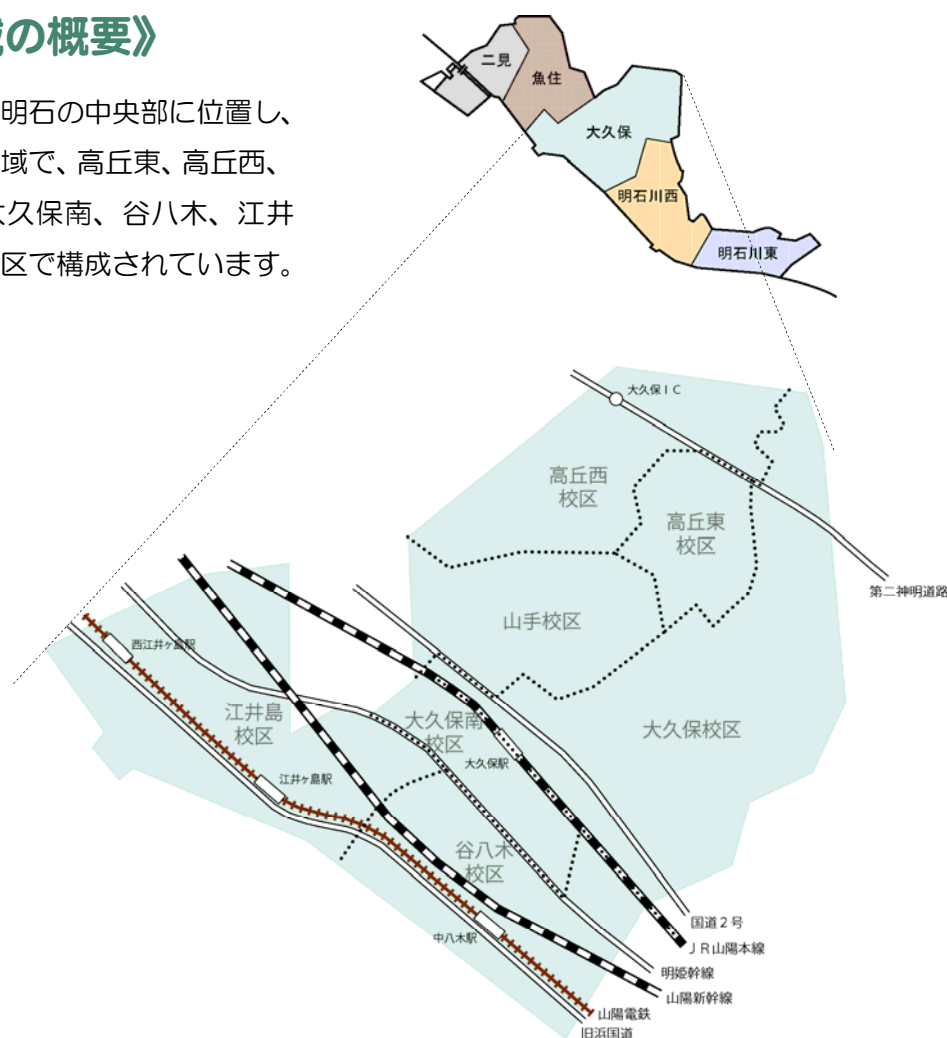 の概要》
明石の中央部に位置し、
域で、高丘東、高丘西、
久保南、谷八木、江井
区で構成されています。
二見
魚住
大久保
明石川西
明石川東
大久保IC
高丘西
校区
高丘東
校区
第二神明道路
山手校区
西江井ヶ島駅
江井島
校区
大久保南
校区
大久保校区
大久保駅
江井ヶ島駅
谷八木
校区
中八木駅
国道2号
JR山陽本線
明姫幹線
山陽新幹線
山陽電鉄
旧浜国道